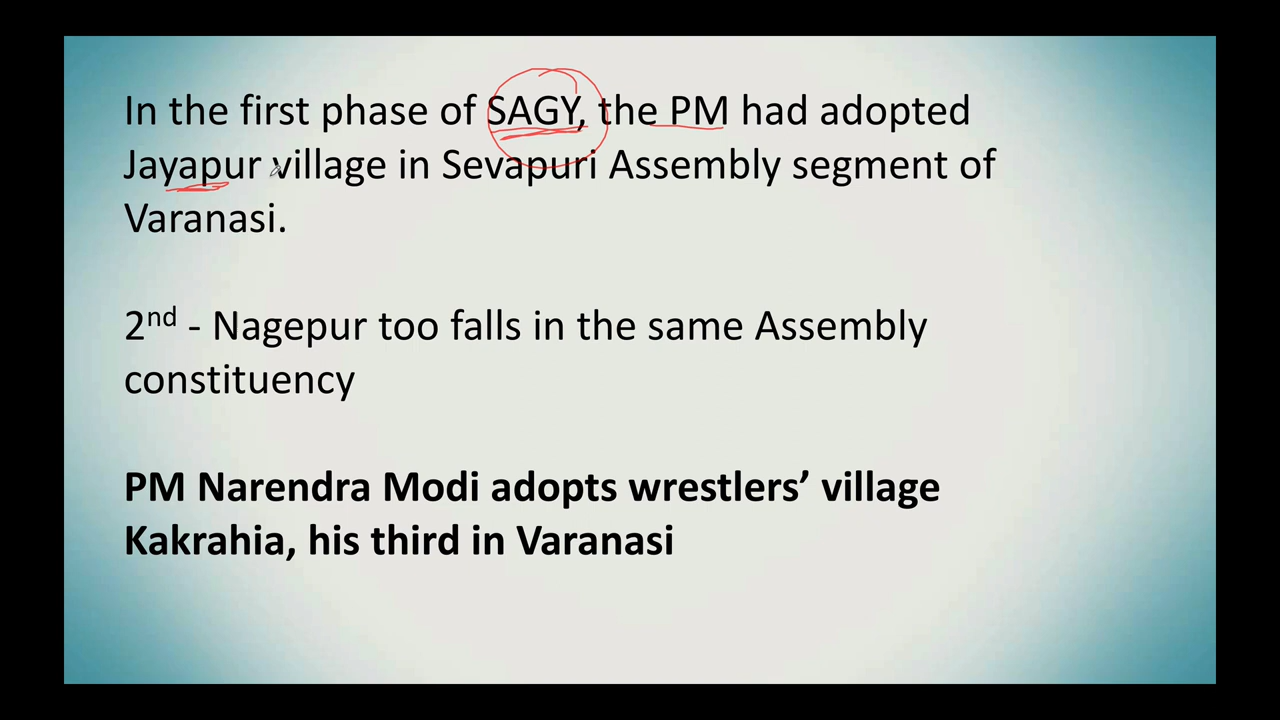 In the first phase of SAGY, the PM had adopted
Jayapur village in Sevapuri Assembly segment of
Varanasi.
2nd - Nagepur too falls in the same Assembly
constituency
PM Narendra Modi adopts wrestlers’ village
Kakrahia, his third in Varanasi